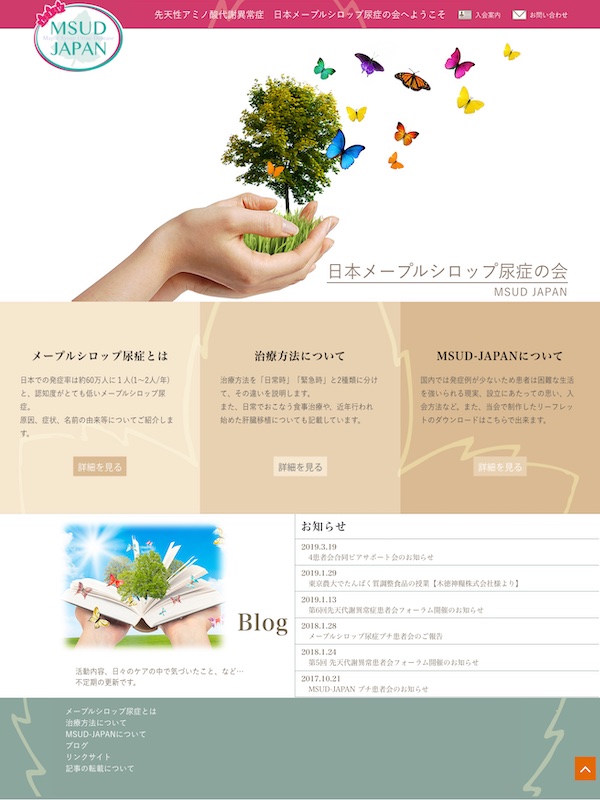 先天性アミノ酸代謝異常症　日本メープルシロップ尿症の会へようこそ
入会案内
お問い合わせ
MSUD
JAPAN
日本メープルシロップ尿症の会
MSUD JAPAN
メープルシロップ尿症とは
日本での発症率は約60万人に１人(1〜2人/年)
と、認知度がとても低いメープルシロップ尿
症。
原因、症状、名前の由来等についてご紹介しま
す。
詳細を見る
治療方法について
治療方法を「日常時」「緊急時」と2種類に分け
て、その違いを説明します。
また、日常でおこなう食事治療や、近年行われ
始めた肝臓移植についても記載しています。
詳細を見る
MSUD-JAPANについて
国内では発症例が少ないため患者は困難な生活
を強いられる現実、設立にあたっての思い、入
会方法など。また、当会で制作したリーフレッ
トのダウンロードはこちらで出来ます。
詳細を見る
Blog
活動内容、日々のケアの中で気づいたこと、など…
不定期の更新です。
お知らせ
2019.3.19
4患者会合同ピアサポート会のお知らせ
2019.1.29
東京農大でたんぱく質調整食品の授業【木徳神糧株式会社様より】
2019.1.13
第6回先天代謝異常症患者会フォーラム開催のお知らせ
2018.1.28
メープルシロップ尿症プチ患者会のご報告
2018.1.24
第5回 先天代謝異常患者会フォーラム開催のお知らせ
2017.10.21
MSUD-JAPAN プチ患者会のお知らせ
メープルシロップ尿症とは
治療方法について
MSUD-JAPANについて
ブログ
リンクサイト
記事の転載について